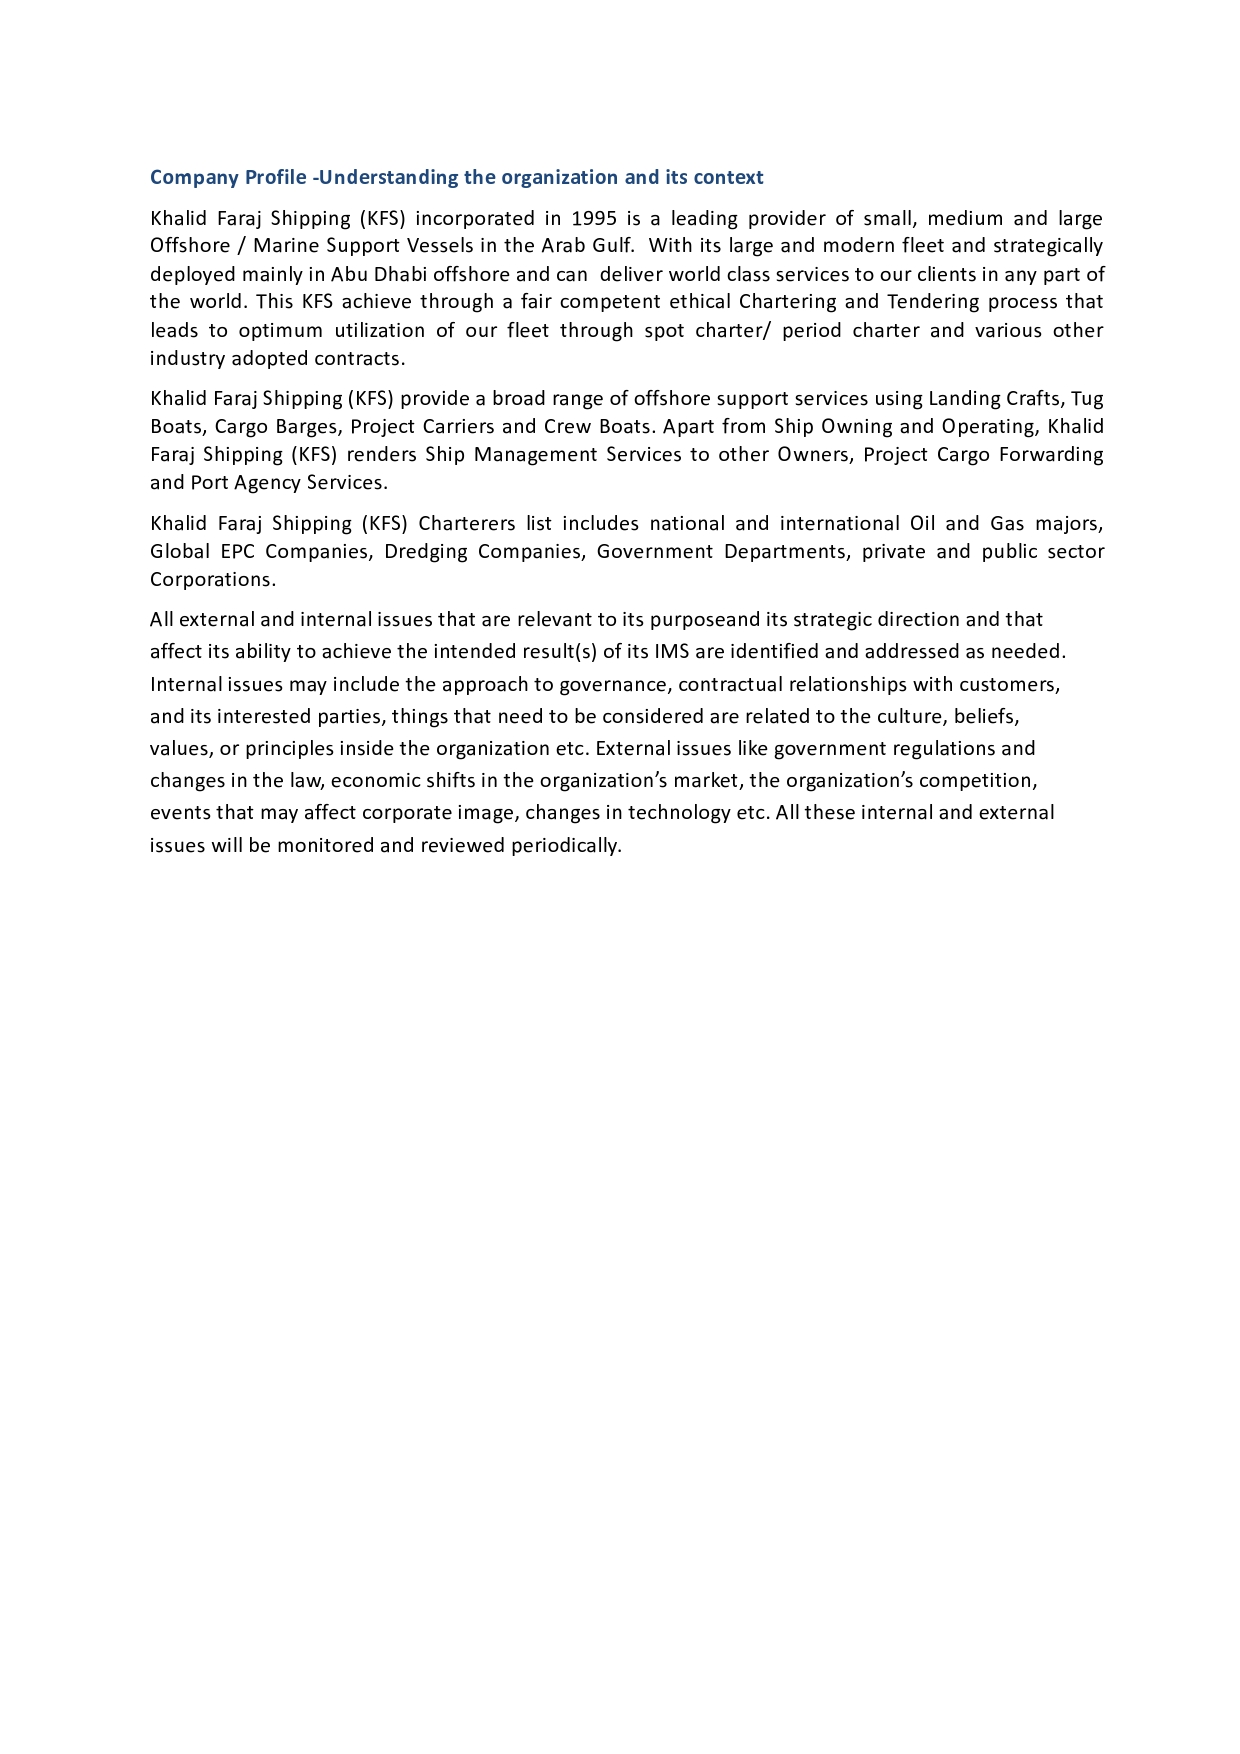 Company Profile -Understanding the organization and its context
Khalid Faraj Shipping (KFS) incorporated in 1995 is a leading provider of small, medium and large
Offshore / Marine Support Vessels in the Arab Gulf.  With its large and modern fleet and strategically
deployed mainly in Abu Dhabi offshore and can  deliver world class services to our clients in any part of
the world. This KFS achieve through a fair competent ethical Chartering and Tendering process that
leads to optimum utilization of our fleet through spot charter/ period charter and various other
industry adopted contracts.
Khalid Faraj Shipping (KFS) provide a broad range of offshore support services using Landing Crafts, Tug
Boats, Cargo Barges, Project Carriers and Crew Boats. Apart from Ship Owning and Operating, Khalid
Faraj Shipping (KFS) renders Ship Management Services to other Owners, Project Cargo Forwarding
and Port Agency Services.
Khalid Faraj Shipping (KFS) Charterers list includes national and international Oil and Gas majors,
Global EPC Companies, Dredging Companies, Government Departments, private and public sector
Corporations.
All external and internal issues that are relevant to its purposeand its strategic direction and that
affect its ability to achieve the intended result(s) of its IMS are identified and addressed as needed.
Internal issues may include the approach to governance, contractual relationships with customers,
and its interested parties, things that need to be considered are related to the culture, beliefs,
values, or principles inside the organization etc. External issues like government regulations and
changes in the law, economic shifts in the organization’s market, the organization’s competition,
events that may affect corporate image, changes in technology etc. All these internal and external
issues will be monitored and reviewed periodically.